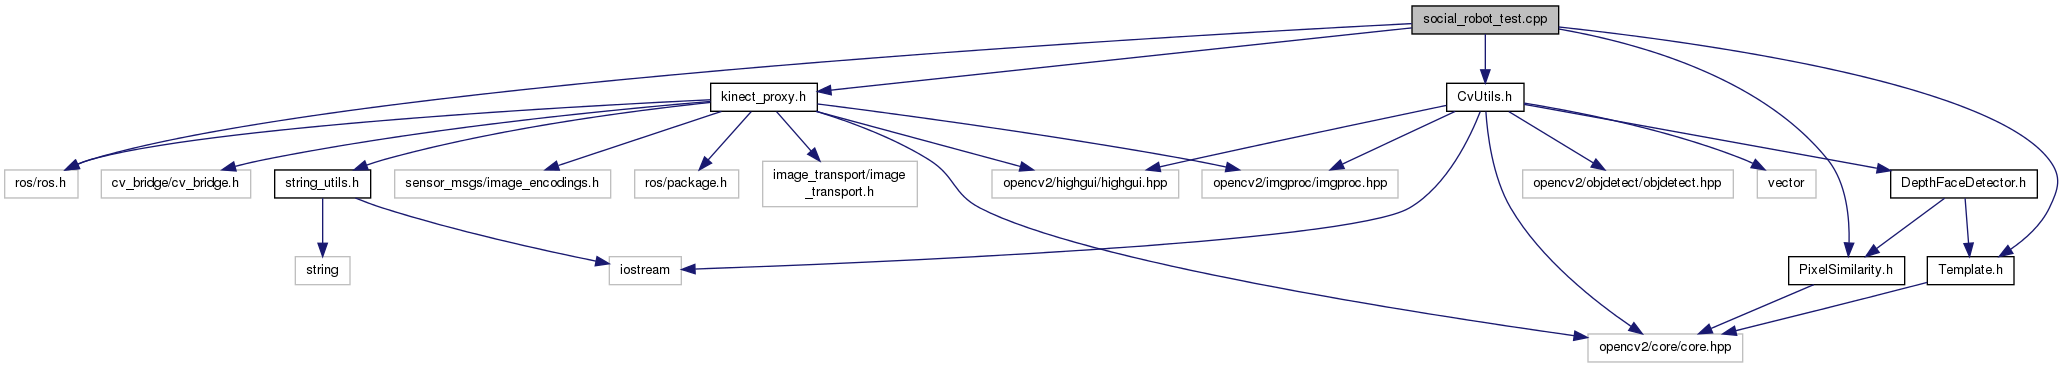 social_robot_test.cpp
kinect_proxy.h
CvUtils.h
ros/ros.h
cv_bridge/cv_bridge.h
string_utils.h
sensor_msgs/image_encodings.h
ros/package.h
image_transport/image
_transport.h
opencv2/highgui/highgui.hpp
opencv2/imgproc/imgproc.hpp
opencv2/objdetect/objdetect.hpp
vector
DepthFaceDetector.h
string
iostream
PixelSimilarity.h
Template.h
opencv2/core/core.hpp